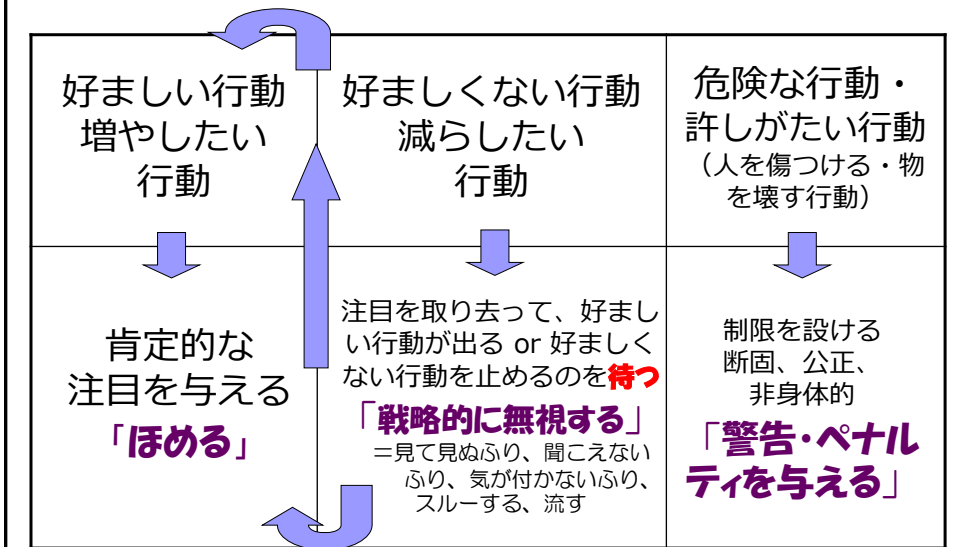 好ましい行動
増やしたい
行動
好ましくない行動
減らしたい
行動
危険な行動・
許しがたい行動
（人を傷つける・物
を壊す行動）
肯定的な
注目を与える
「ほめる」
注目を取り去って、好まし
い行動が出る or 好ましく
ない行動を止めるのを待つ
「戦略的に無視する」
＝見て見ぬふり、聞こえない
ふり、気が付かないふり、
スルーする、流す
制限を設ける
断固、公正、
非身体的
「警告・ペナル
ティを与える」